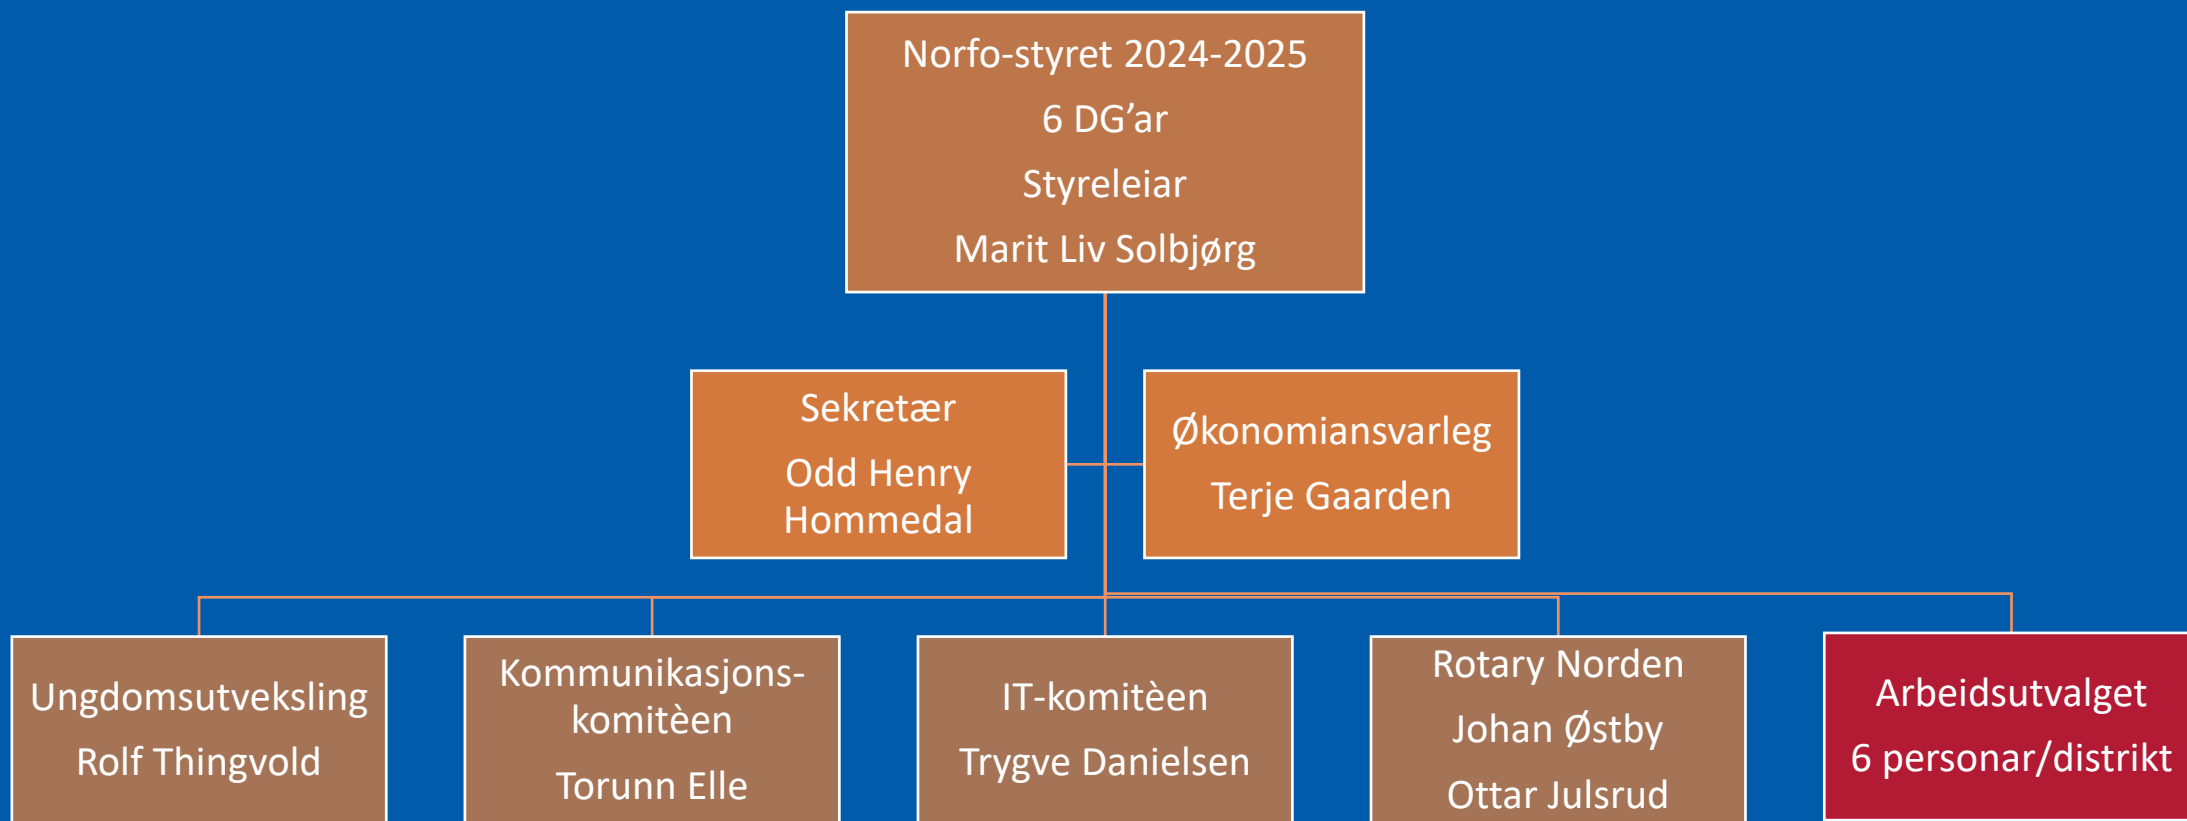 Norfo-styret 2024-2025
6 DG’ar
Styreleiar
Marit Liv Solbjørg
Sekretær
Odd Henry
Hommedal
Økonomiansvarleg
Terje Gaarden
Ungdomsutveksling
Rolf Thingvold
Kommunikasjons-
komitèen
Torunn Elle
IT-komitèen
Trygve Danielsen
Rotary Norden
Johan Østby
Ottar Julsrud
Arbeidsutvalget
6 personar/distrikt